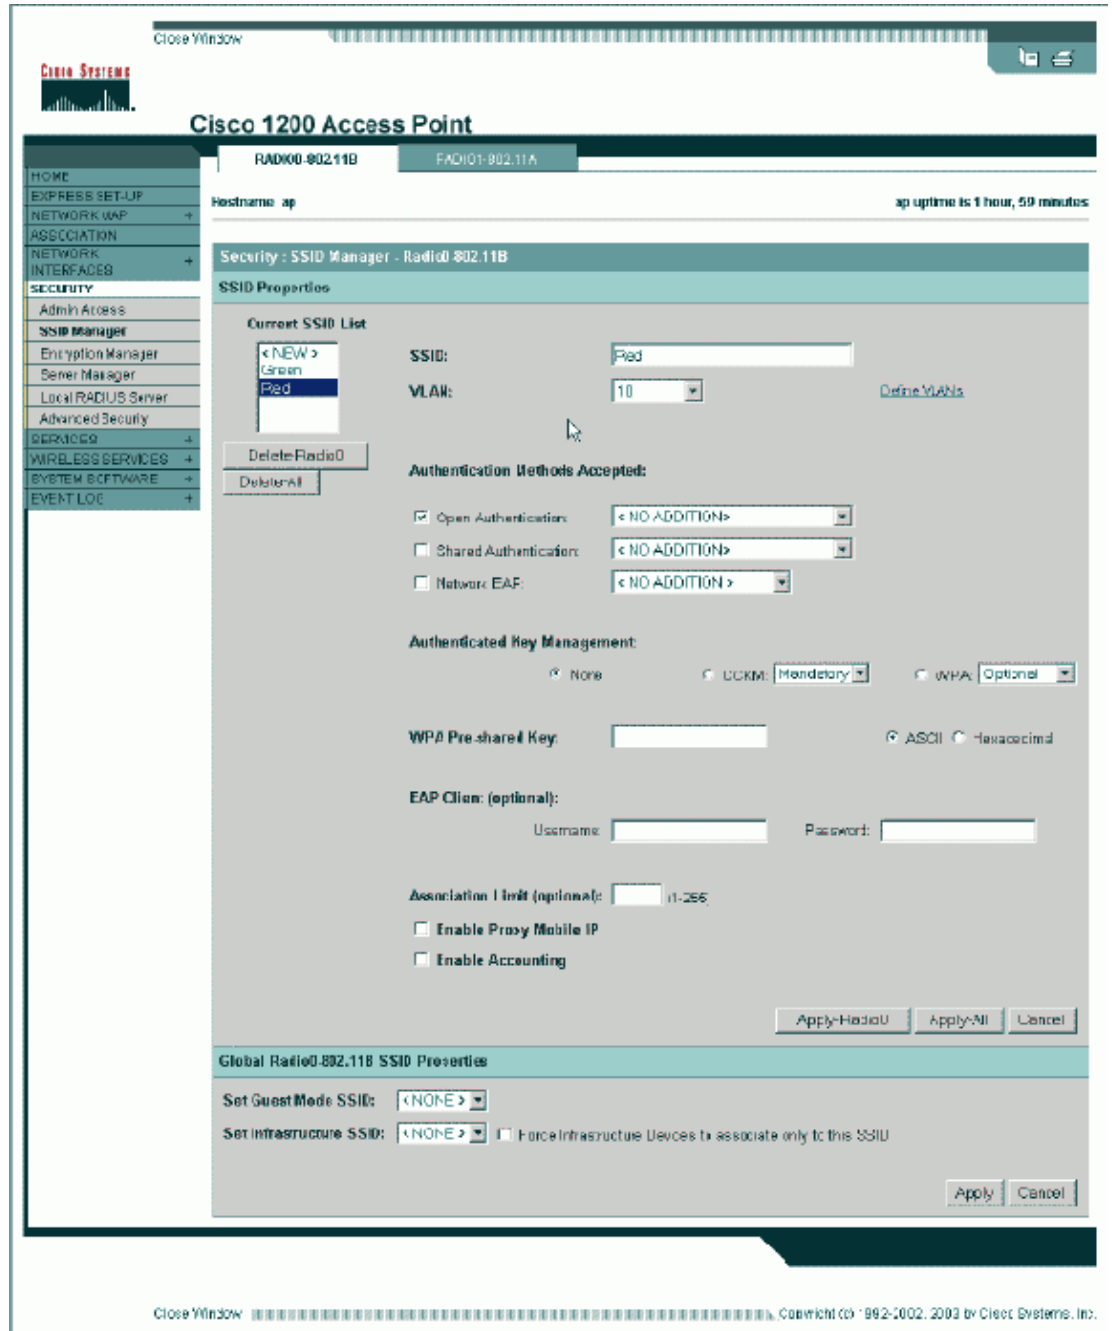 Close Window
CISCO SYSTEMS
Cisco 1200 Access Point
RADIO0-802.11B
RADIO1-802.11A
HOME
EXPRESS SET-UP
NETWORK MAP +
ASSOCIATION
NETWORK INTERFACES +
SECURITY
Admin Access
SSID Manager
Encryption Manager
Server Manager
Local RADIUS Server
Advanced Security
SERVICES +
WIRELESS SERVICES +
SYSTEM SOFTWARE +
EVENT LOG +
Hostname ap
ap uptime is 1 hour, 59 minutes
Security : SSID Manager - Radio0-802.11B
SSID Properties
Current SSID List
< NEW >
Green
Red
Delete-Radio0
Delete-All
SSID: Red
VLAN: 10 Define VLANs
Authentication Methods Accepted:
Open Authentication: < NO ADDITION>
Shared Authentication: < NO ADDITION>
Network EAP: < NO ADDITION >
Authenticated Key Management:
None CCKM: Mandatory WPA: Optional
WPA Pre-shared Key: ASCII Hexadecimal
EAP Client (optional):
Username: Password:
Association Limit (optional): (1-255)
Enable Proxy Mobile IP
Enable Accounting
Apply-Radio0 Apply-All Cancel
Global Radio0-802.11B SSID Properties
Set Guest Mode SSID: < NONE >
Set Infrastructure SSID: < NONE > Force Infrastructure Devices to associate only to this SSID
Apply Cancel
Close Window
Copyright (c) 1992-2002, 2003 by Cisco Systems, Inc.